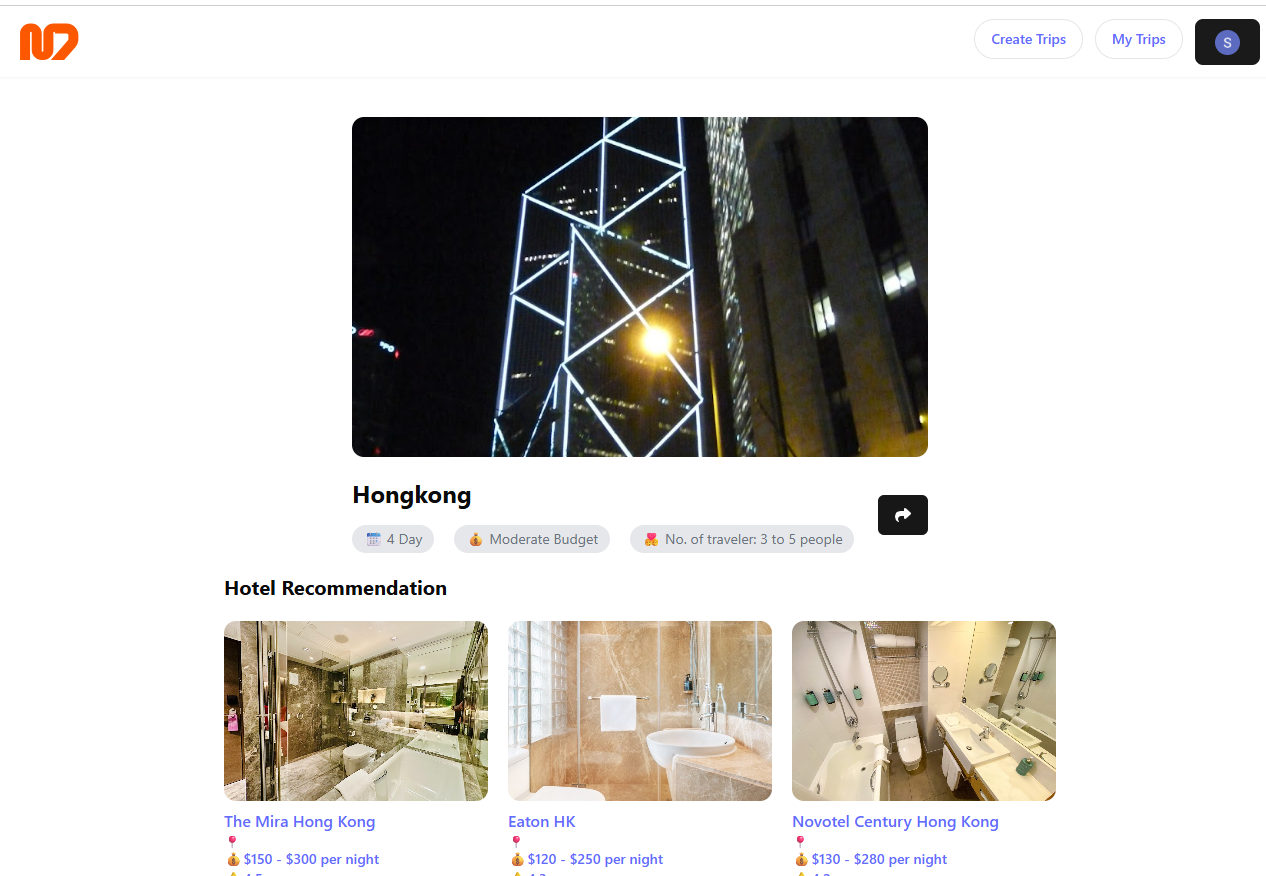 Create Trips
My Trips
S
Hongkong
4 Day
Moderate Budget
No. of traveler: 3 to 5 people
Hotel Recommendation
The Mira Hong Kong
Eaton HK
Novotel Century Hong Kong
$150 - $300 per night
$120 - $250 per night
$130 - $280 per night